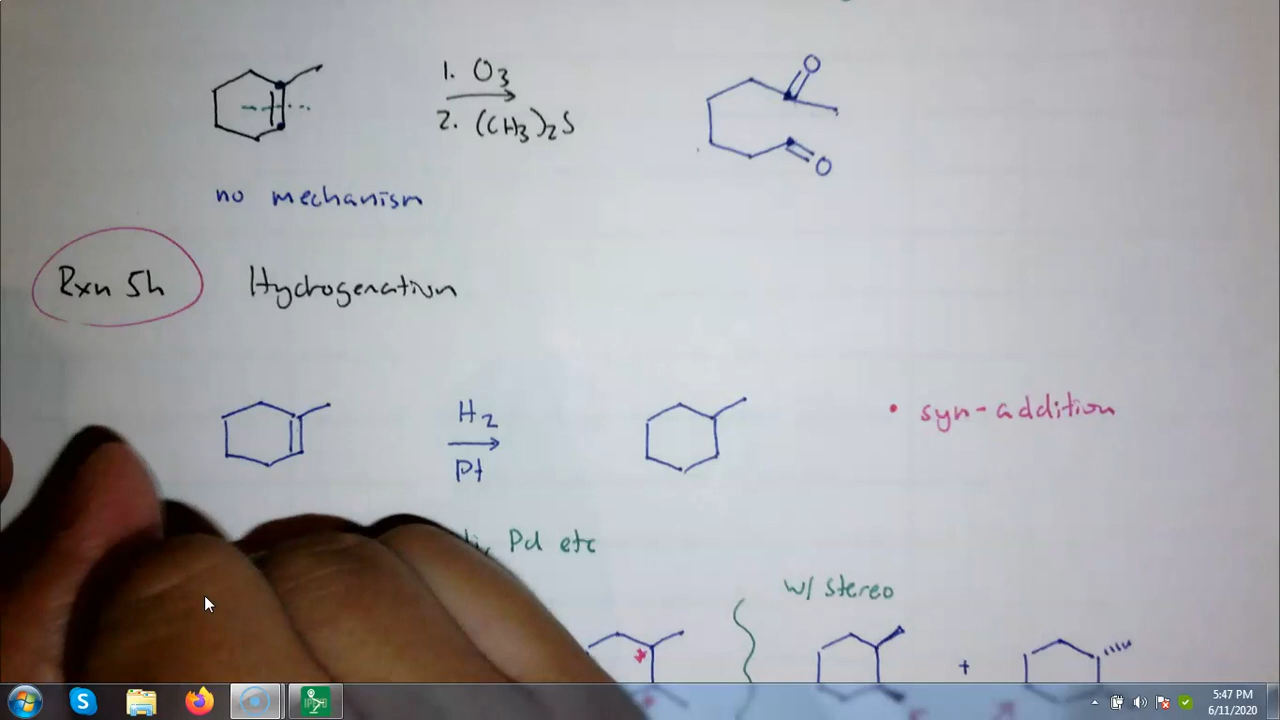 1. O3
2. (CH3)2S
O
O
no mechanism
Rxn 5h
Hydrogenation
H2
Pt
• syn-addition
Pd etc
w/ stereo
+
5:47 PM
6/11/2020